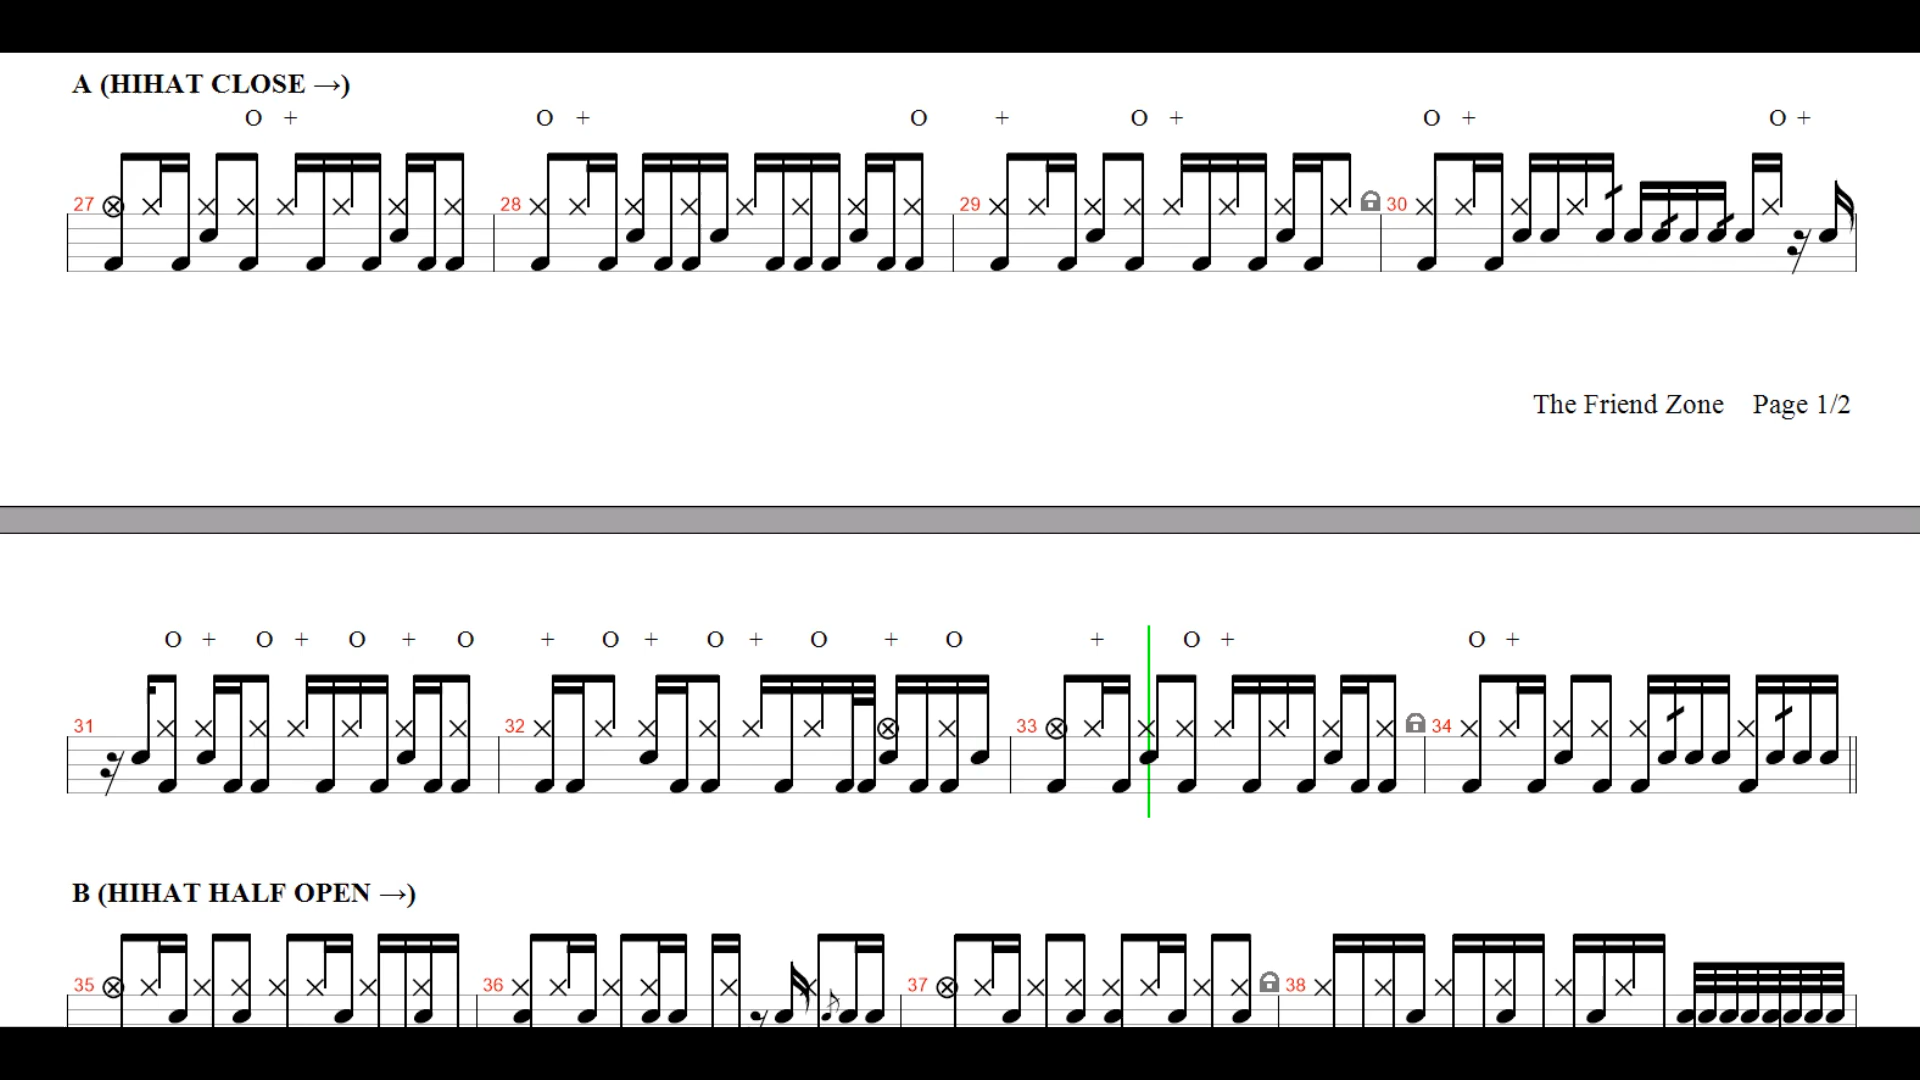 A (HIHAT CLOSE →)
O + O + O + O + O + O +
27 28 29 30
The Friend Zone Page 1/2
O + O + O + O + O + O + O + O + O + O +
31 32 33 34
B (HIHAT HALF OPEN →)
35 36 37 38